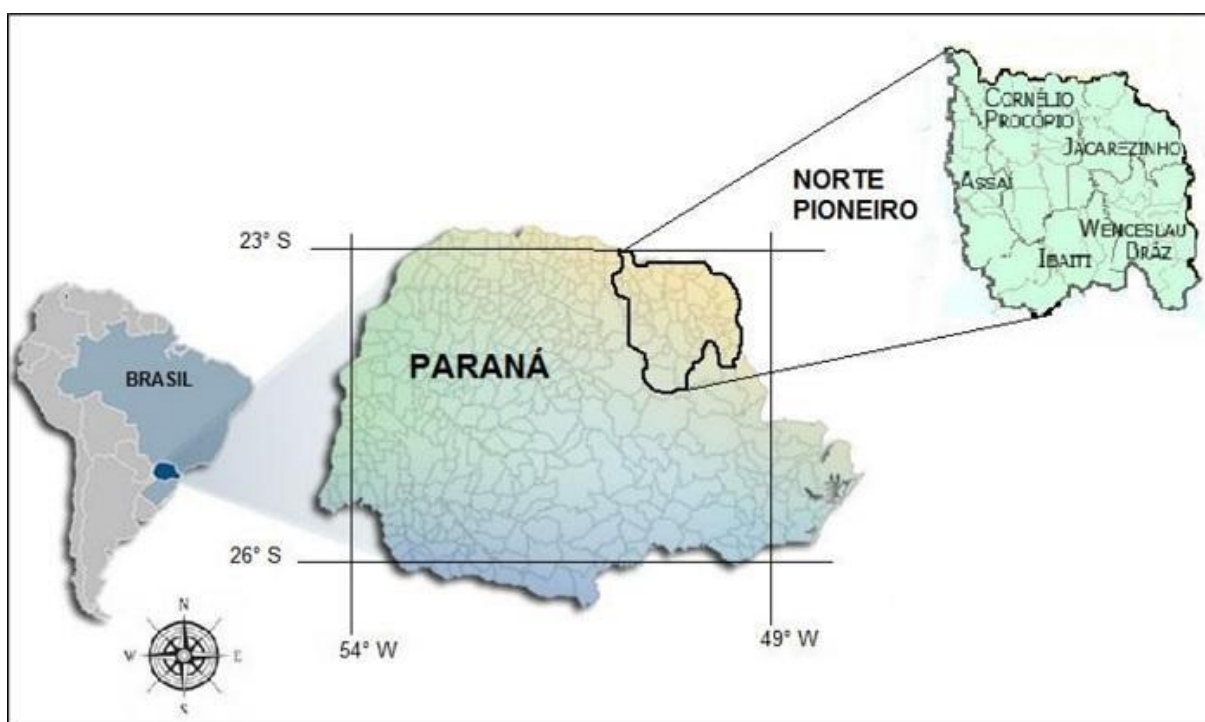 CORNÉLIO
PROCÓPIO
JACAREZINHO
NORTE
PIONEIRO
ASSAÍ
WENCESLAU
BRÁZ
IBAITI
23° S
PARANÁ
BRASIL
26° S
54° W
49° W
N
W
E
S